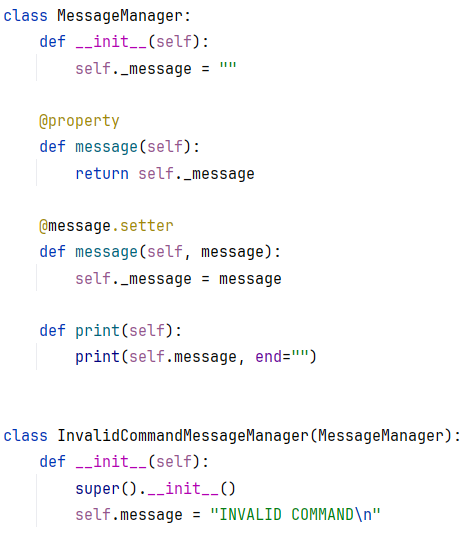 class MessageManager:
    def __init__(self):
        self._message = ""

    @property
    def message(self):
        return self._message

    @message.setter
    def message(self, message):
        self._message = message

    def print(self):
        print(self.message, end="")


class InvalidCommandMessageManager(MessageManager):
    def __init__(self):
        super().__init__()
        self.message = "INVALID COMMAND\n"